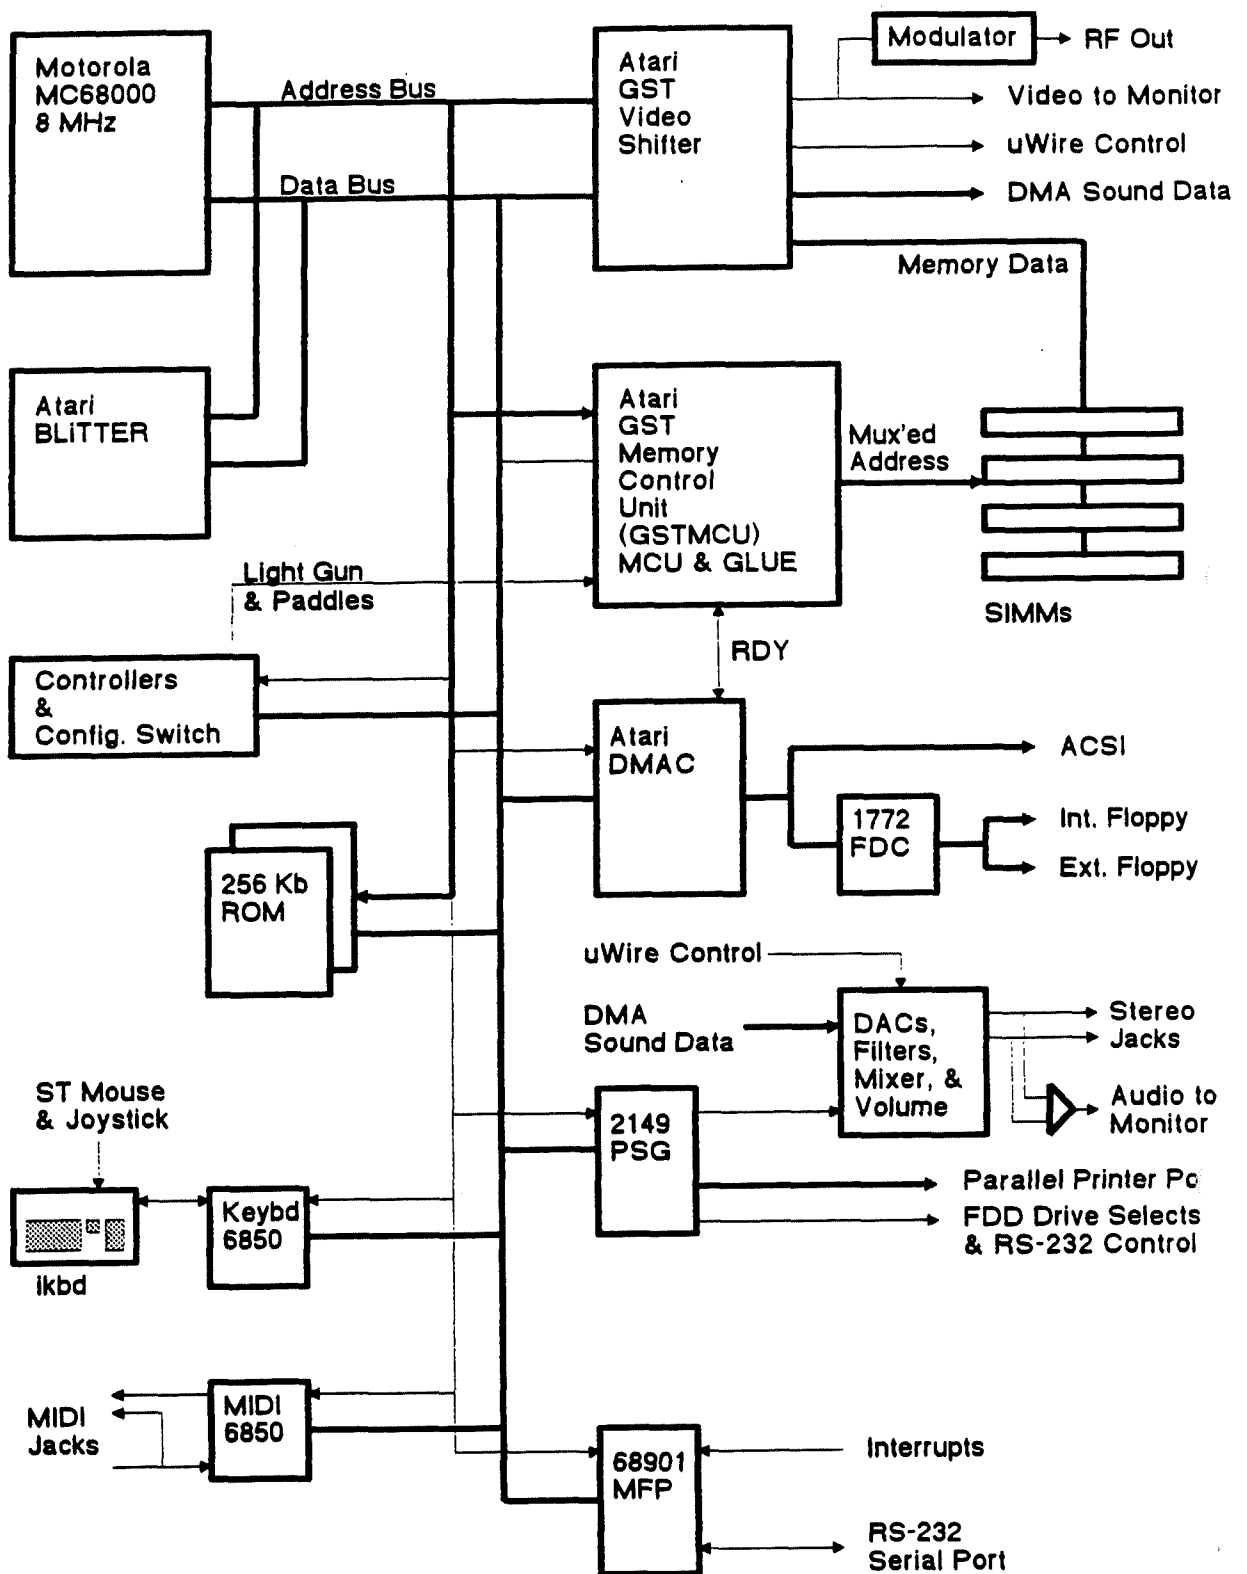 Modulator
RF Out
Motorola
MC68000
8 MHz
Address Bus
Data Bus
Atari
GST
Video
Shifter
Video to Monitor
uWire Control
DMA Sound Data
Memory Data
Atari
BLiTTER
Atari
GST
Memory
Control
Unit
(GSTMCU)
MCU & GLUE
Mux'ed
Address
SIMMs
Light Gun
& Paddles
RDY
Controllers
&
Config. Switch
Atari
DMAC
ACSI
1772
FDC
Int. Floppy
Ext. Floppy
256 Kb
ROM
uWire Control
DMA
Sound Data
DACs,
Filters,
Mixer, &
Volume
Stereo
Jacks
Audio to
Monitor
ST Mouse
& Joystick
2149
PSG
Parallel Printer Po
FDD Drive Selects
& RS-232 Control
Keybd
6850
ikbd
MIDI
Jacks
MIDI
6850
68901
MFP
Interrupts
RS-232
Serial Port